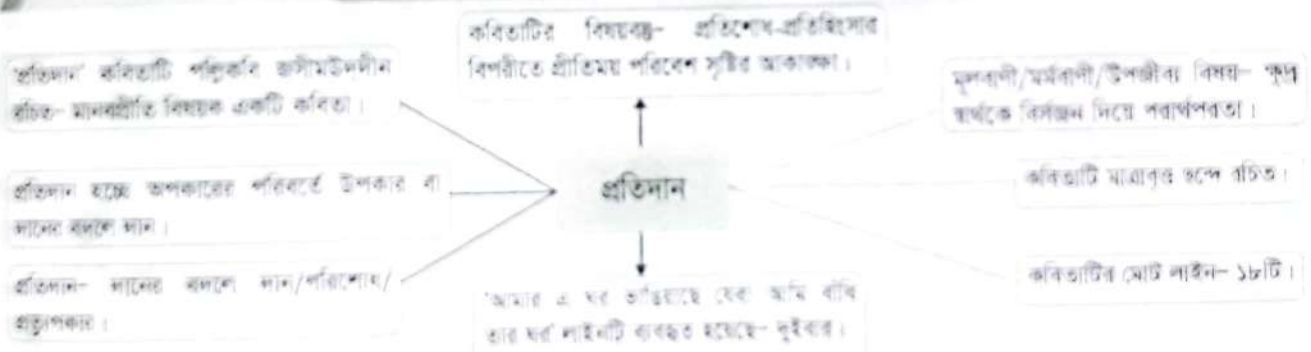 কবিতাটির বিষয়বস্তু- প্রতিশোধ-প্রতিহিংসার
বিপরীতে প্রীতিময় পরিবেশ সৃষ্টির আকাঙ্ক্ষা।
'প্রতিদান' কবিতাটি পল্লিকবি জসীমউদ্‌দীন
রচিত- মানবপ্রীতি বিষয়ক একটি কবিতা।
প্রতিদান হচ্ছে অপকারের পরিবর্তে উপকার বা
দানের বদলে দান।
প্রতিদান- দানের বদলে দান/পরিশোধ/
প্রত্যুপকার।
প্রতিদান
'আমার এ ঘর ভাঙিয়াছে যেবা আমি বাঁধি
তার ঘর' লাইনটি ব্যবহৃত হয়েছে- দুইবার।
মূলবাণী/মর্মবাণী/উপজীব্য বিষয়- ক্ষুদ্র
স্বার্থকে বিসর্জন দিয়ে পরার্থপরতা।
কবিতাটি মাত্রাবৃত্ত ছন্দে রচিত।
কবিতাটির মোট লাইন- ১৮টি।